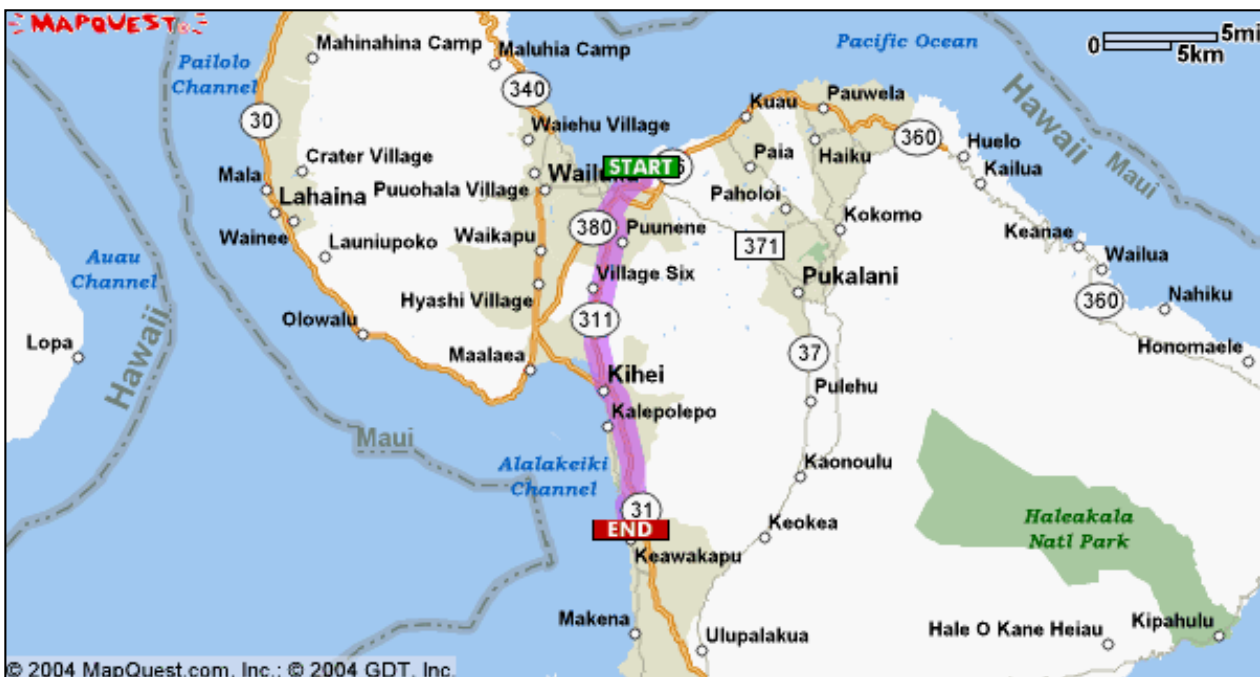 MAPQUEST
Mahinahina Camp
Maluhia Camp
Pacific Ocean
0
5mi
5km
Pailolo
Channel
340
Kuau
Pauwela
Hawaii
30
Waiehu Village
360
Huelo
Crater Village
START
Paia
Haiku
Kailua
Maui
Mala
Puuohala Village
Paholoi
Lahaina
Kokomo
380
Puunene
Wainee
Launiupoko
Waikapu
371
Keanae
Wailua
Auau
Channel
Village Six
Pukalani
Hyashi Village
360
Nahiku
Olowalu
311
Lopa
Hawaii
Maalaea
37
Honomaele
Kihei
Pulehu
Kalepolepo
Maui
Alalakeiki
Channel
Kaonoulu
31
END
Keokea
Haleakala
Natl Park
Keawakapu
Makena
Ulupalakua
Hale O Kane Heiau
Kipahulu
© 2004 MapQuest.com, Inc.; © 2004 GDT, Inc.